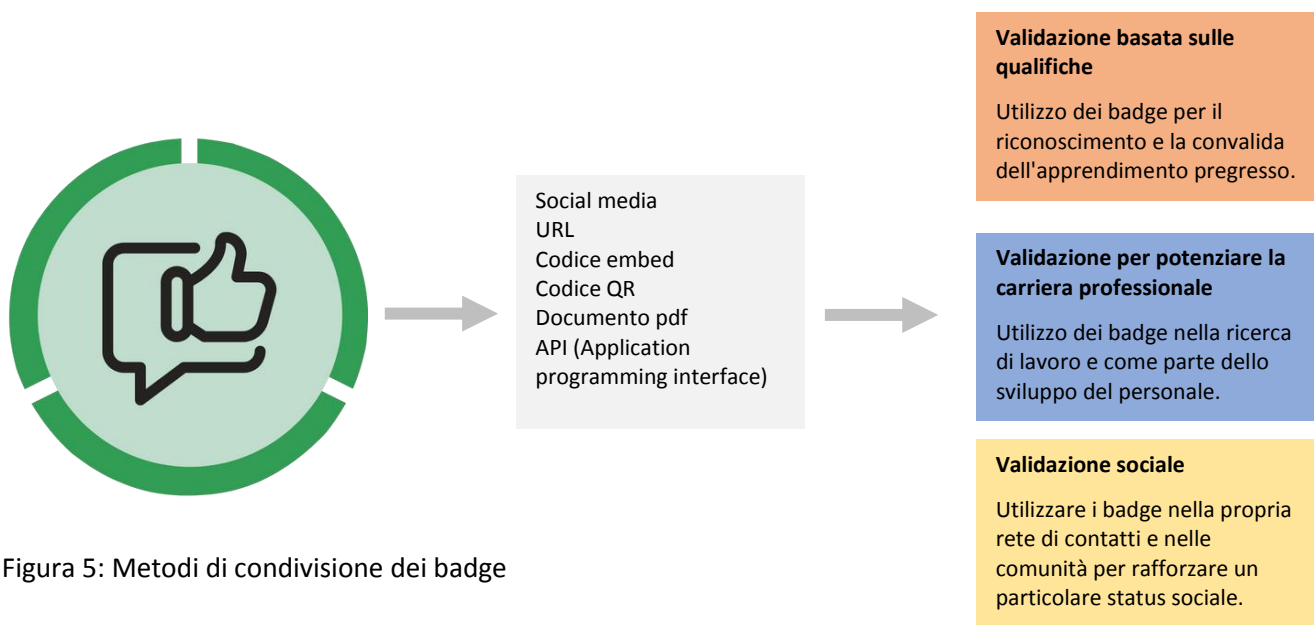 Social media
URL
Codice embed
Codice QR
Documento pdf
API (Application
programming interface)
Validazione basata sulle
qualifiche
Utilizzo dei badge per il
riconoscimento e la convalida
dell'apprendimento pregresso.
Validazione per potenziare la
carriera professionale
Utilizzo dei badge nella ricerca
di lavoro e come parte dello
sviluppo del personale.
Validazione sociale
Utilizzare i badge nella propria
rete di contatti e nelle
comunità per rafforzare un
particolare status sociale.
Figura 5: Metodi di condivisione dei badge